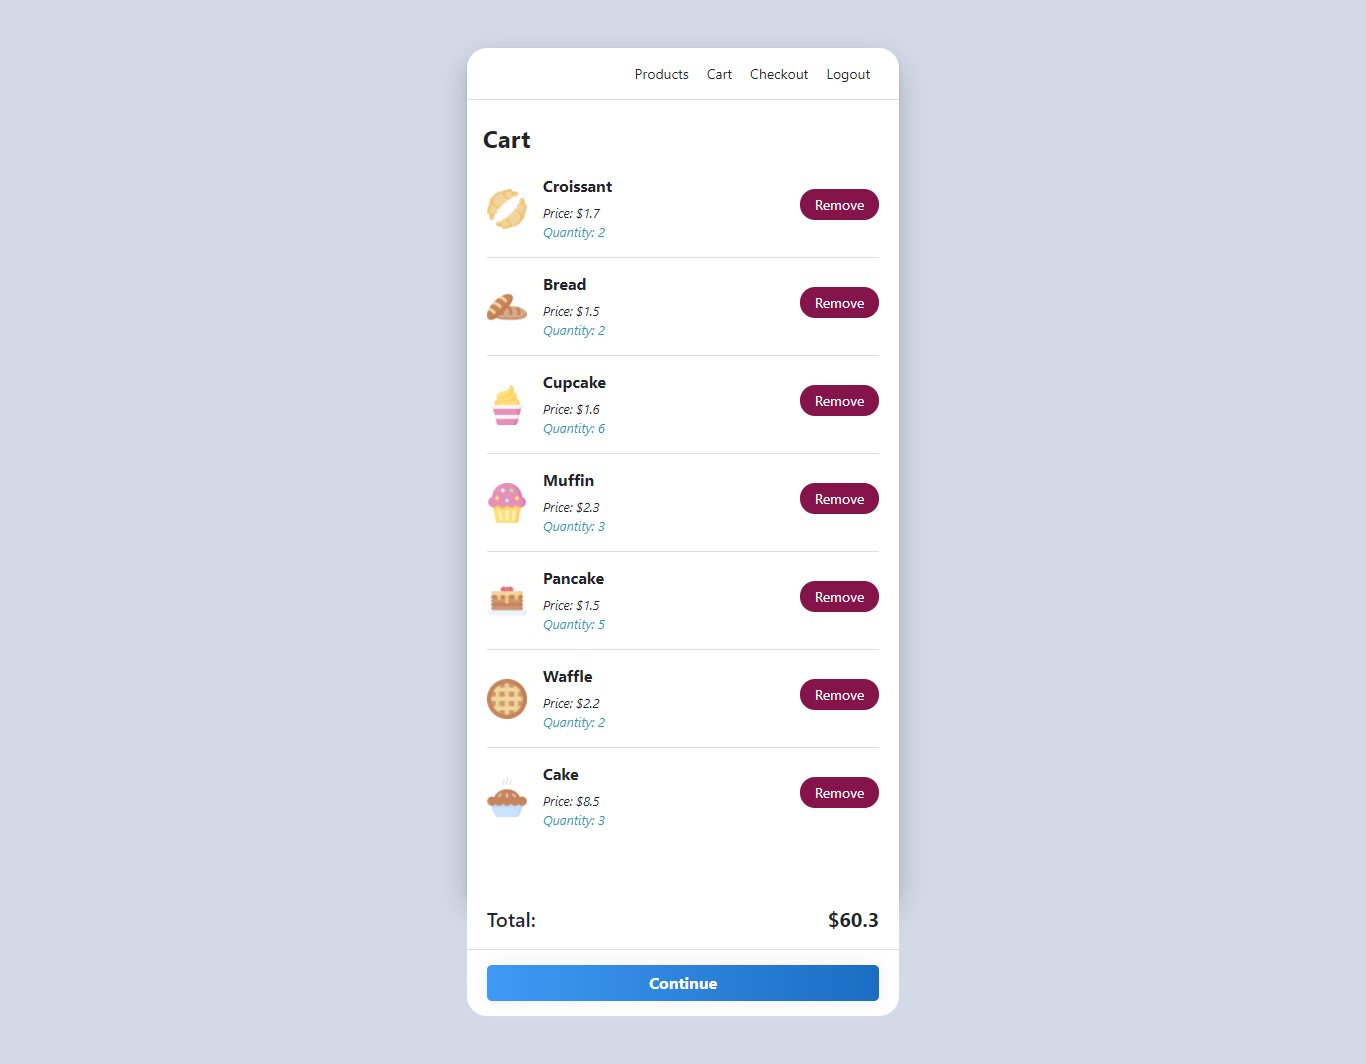 Products Cart Checkout Logout
Cart
Croissant
Price: $1.7
Quantity: 2
Remove
Bread
Price: $1.5
Quantity: 2
Remove
Cupcake
Price: $1.6
Quantity: 6
Remove
Muffin
Price: $2.3
Quantity: 3
Remove
Pancake
Price: $1.5
Quantity: 5
Remove
Waffle
Price: $2.2
Quantity: 2
Remove
Cake
Price: $8.5
Quantity: 3
Remove
Total: $60.3
Continue